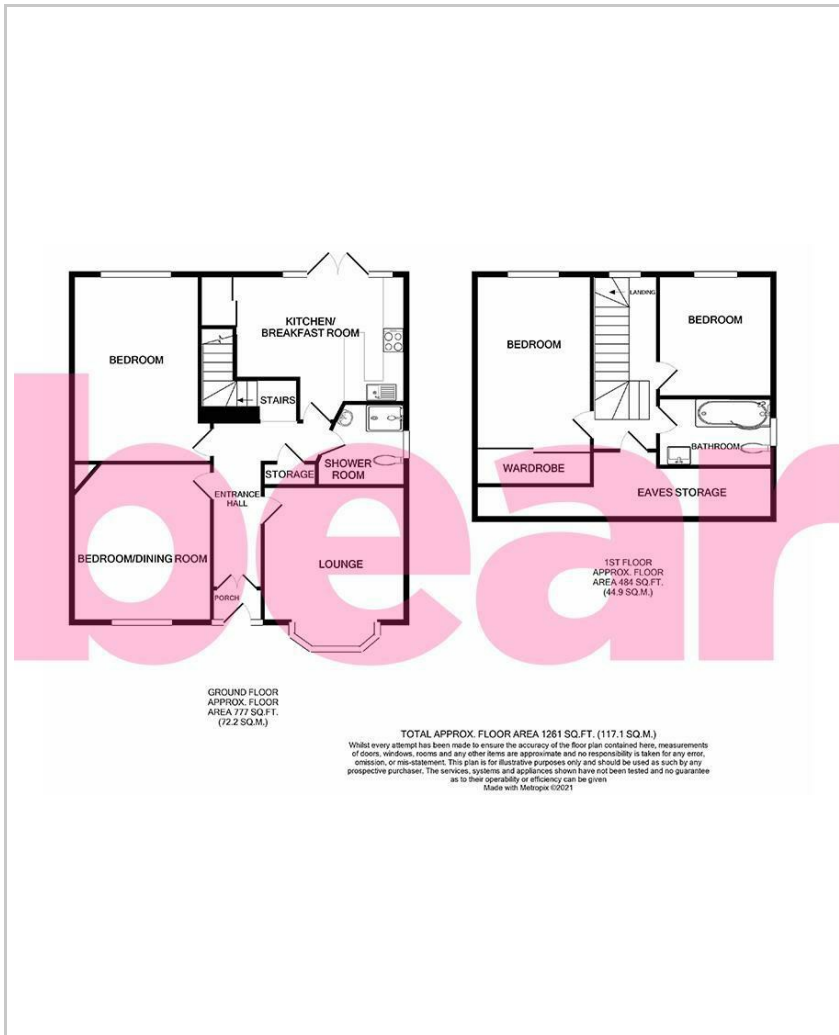 KITCHEN/
BREAKFAST ROOM
BEDROOM
STAIRS
STORAGE
SHOWER
ROOM
ENTRANCE
HALL
BEDROOM/DINING ROOM
LOUNGE
PORCH
GROUND FLOOR
APPROX. FLOOR
AREA 777 SQ.FT.
(72.2 SQ.M.)
LANDING
BEDROOM
BEDROOM
BATHROOM
WARDROBE
EAVES STORAGE
1ST FLOOR
APPROX. FLOOR
AREA 484 SQ.FT.
(44.9 SQ.M.)
bear
TOTAL APPROX. FLOOR AREA 1261 SQ.FT. (117.1 SQ.M.)
Whilst every attempt has been made to ensure the accuracy of the floor plan contained here, measurements
of doors, windows, rooms and any other items are approximate and no responsibility is taken for any error,
omission, or mis-statement. This plan is for illustrative purposes only and should be used as such by any
prospective purchaser. The services, systems and appliances shown have not been tested and no guarantee
as to their operability or efficiency can be given
Made with Metropix ©2021